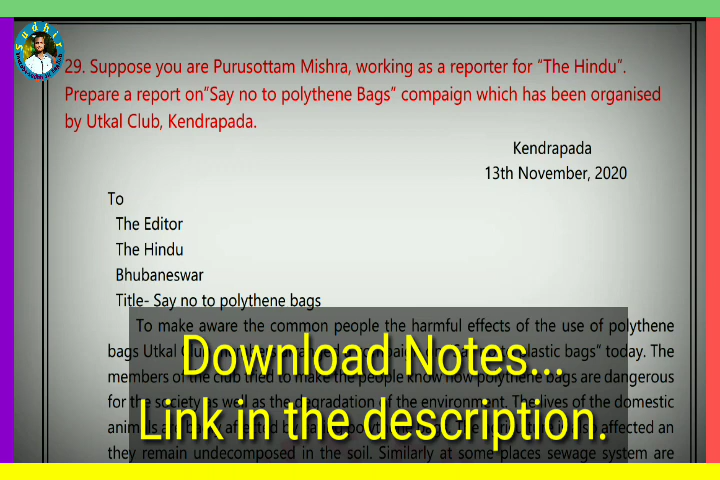 Sudhir
29. Suppose you are Purusottam Mishra, working as a reporter for "The Hindu".
Prepare a report on"Say no to polythene Bags" compaign which has been organised
by Utkal Club, Kendrapada.
Kendrapada
13th November, 2020
To
The Editor
The Hindu
Bhubaneswar
Title- Say no to polythene bags
To make aware the common people the harmful effects of the use of polythene
bags Utkal plastic bags" today. The
members of the club tried to make the people know how polythene bags are dangerous
for the society as well as the degradation of the environment. The lives of the domestic
animals are affected by also affected an
they remain undecomposed in the soil. Similarly at some places sewage system are
Download Notes...
Link in the description.